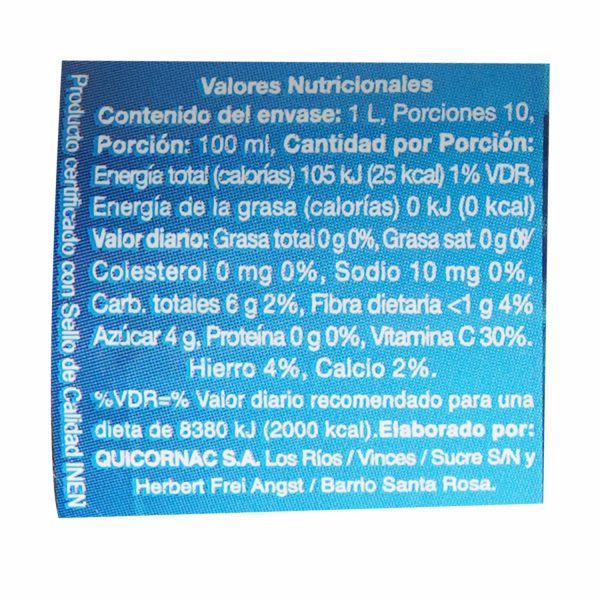 Valores Nutricionales
Contenido del envase: 1 L, Porciones 10,
Porción: 100 ml, Cantidad por Porción:
Energía total (calorías) 105 kJ (25 kcal) 1% VDR,
Energía de la grasa (calorías) 0 kJ (0 kcal)
Valor diario: Grasa total 0 g 0%, Grasa sat. 0 g 0%
Colesterol 0 mg 0%, Sodio 10 mg 0%,
Carb. totales 6 g 2%, Fibra dietaria <1 g 4%
Azúcar 4 g, Proteína 0 g 0%, Vitamina C 30%.
Hierro 4%, Calcio 2%.
%VDR=% Valor diario recomendado para una
dieta de 8380 kJ (2000 kcal).Elaborado por:
QUICORNAC S.A. Los Ríos / Vinces / Sucre S/N y
Herbert Frei Angst / Barrio Santa Rosa.
Producto certificado con Sello de Calidad INEN